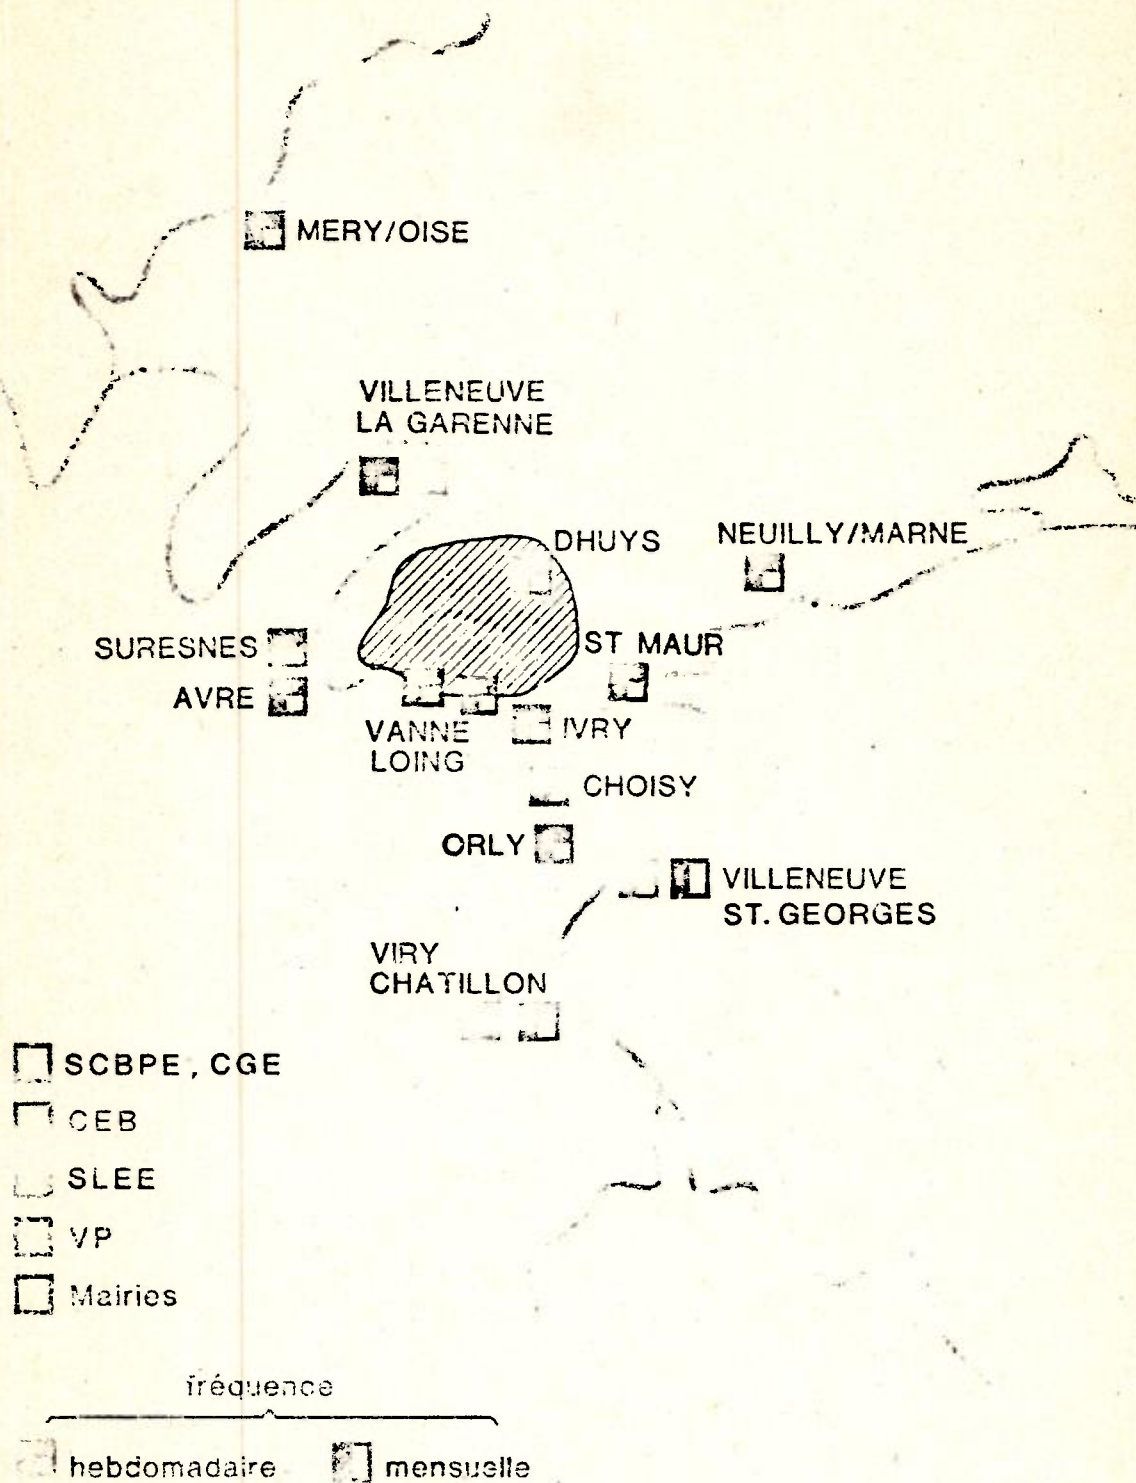 MERY/OISE
VILLENEUVE
LA GARENNE
DHUYS
NEUILLY/MARNE
SURESNES
ST MAUR
AVRE
VANNE
LOING
IVRY
CHOISY
ORLY
VILLENEUVE
ST. GEORGES
VIRY
CHATILLON
SCBPE, CGE
CEB
SLEE
VP
Mairies
fréquence
hebdomadaire
mensuelle